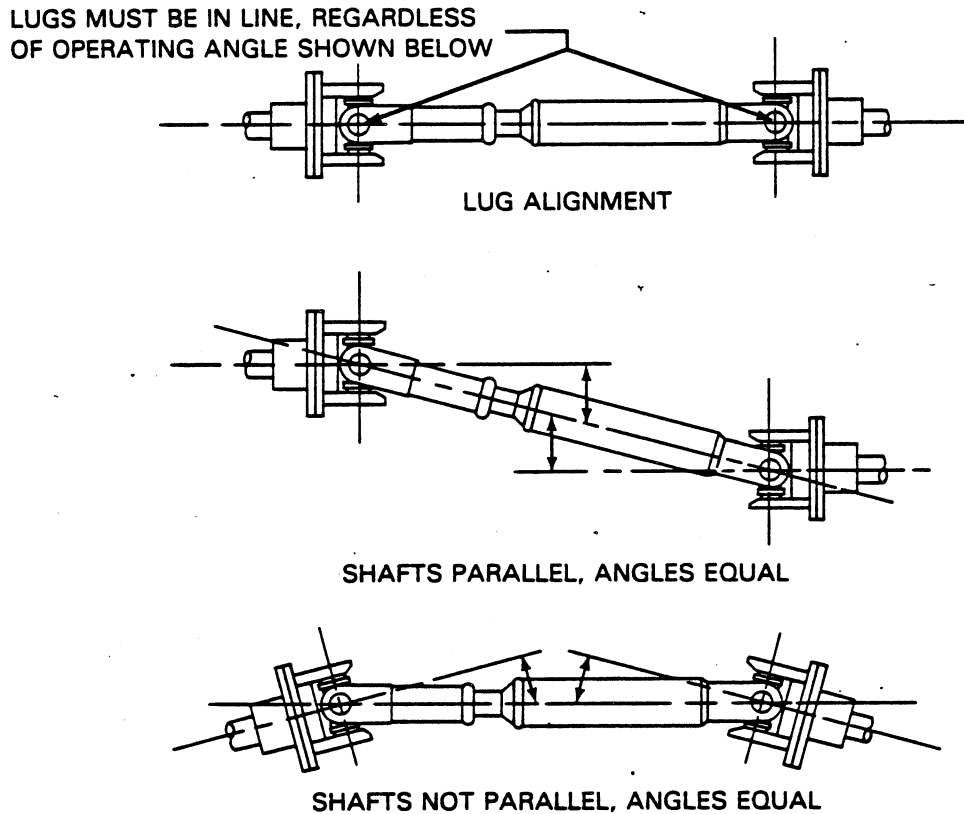 LUGS MUST BE IN LINE, REGARDLESS
OF OPERATING ANGLE SHOWN BELOW
LUG ALIGNMENT
SHAFTS PARALLEL, ANGLES EQUAL
SHAFTS NOT PARALLEL, ANGLES EQUAL